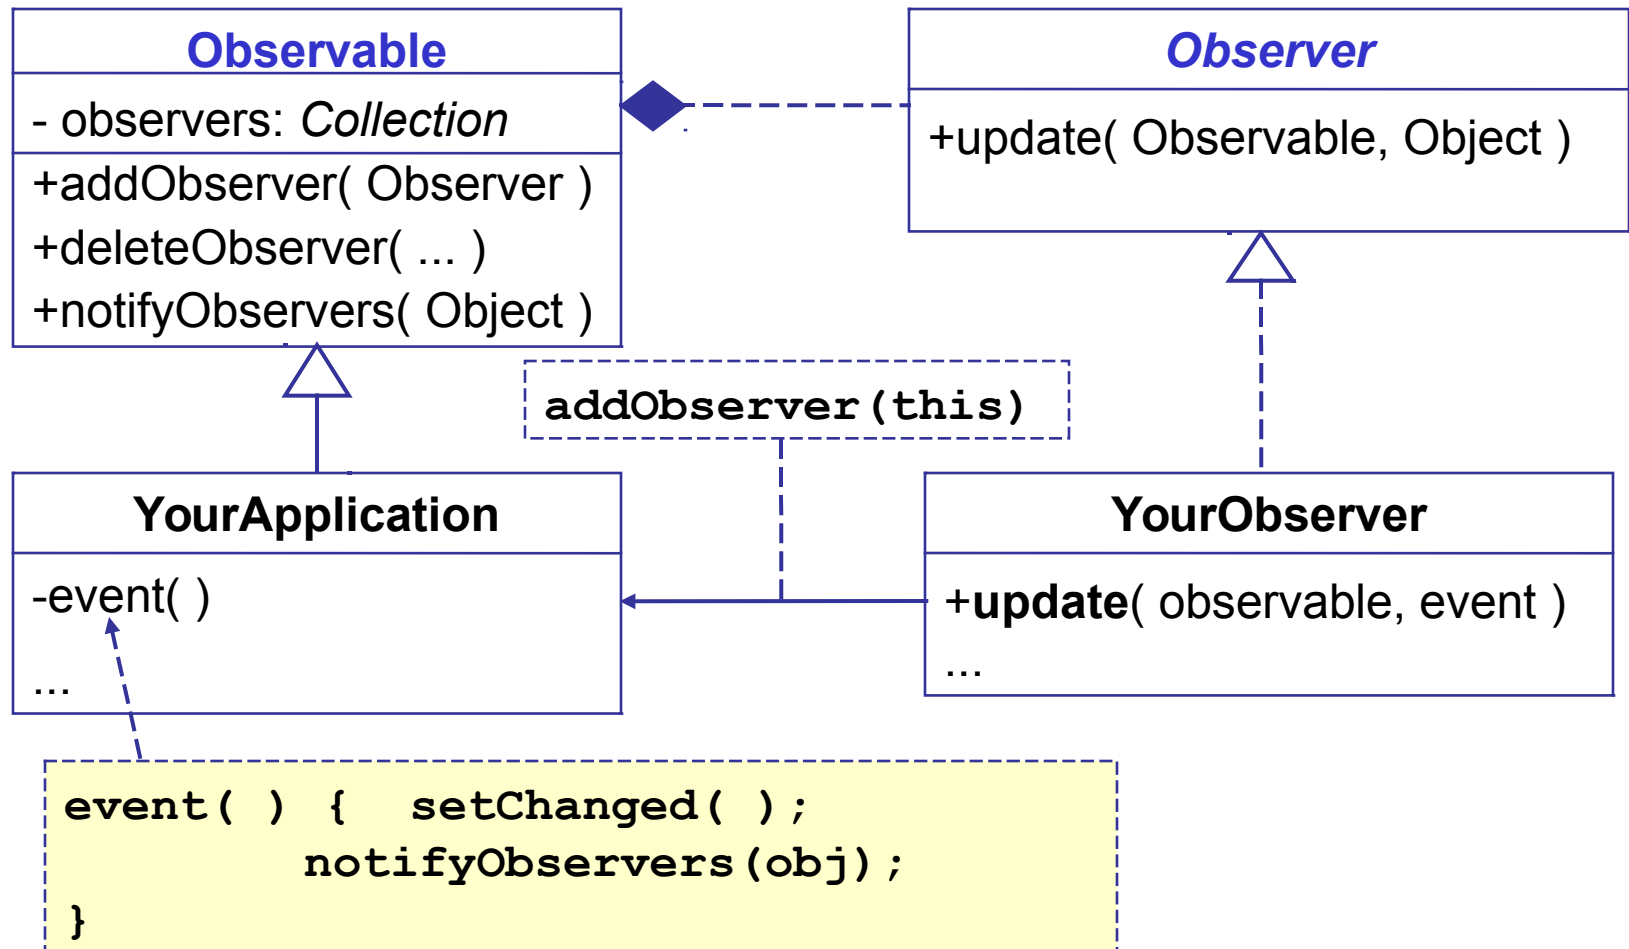 Observable
- observers: Collection
+addObserver( Observer )
+deleteObserver( ... )
+notifyObservers( Object )
Observer
+update( Observable, Object )
addObserver(this)
YourApplication
-event( )
...
YourObserver
+update( observable, event )
...
event( ) {  setChanged( );
notifyObservers(obj);
}